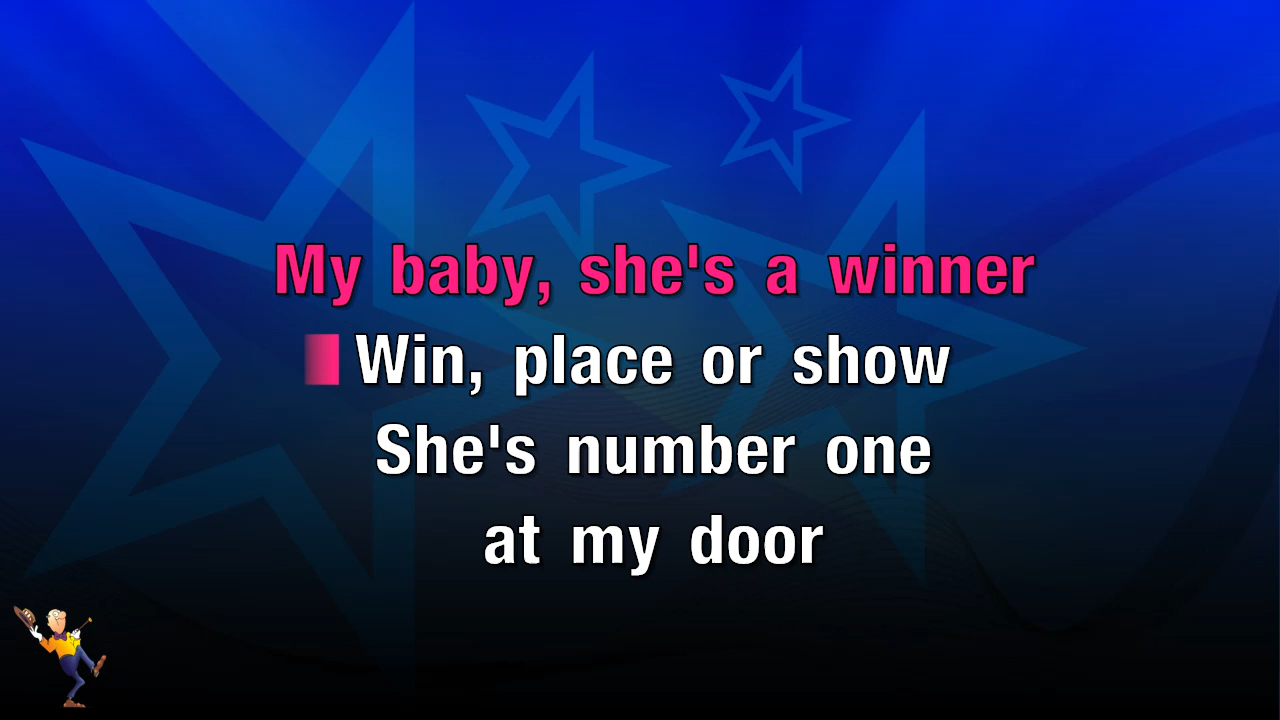 My baby, she's a winner
Win, place or show
She's number one
at my door